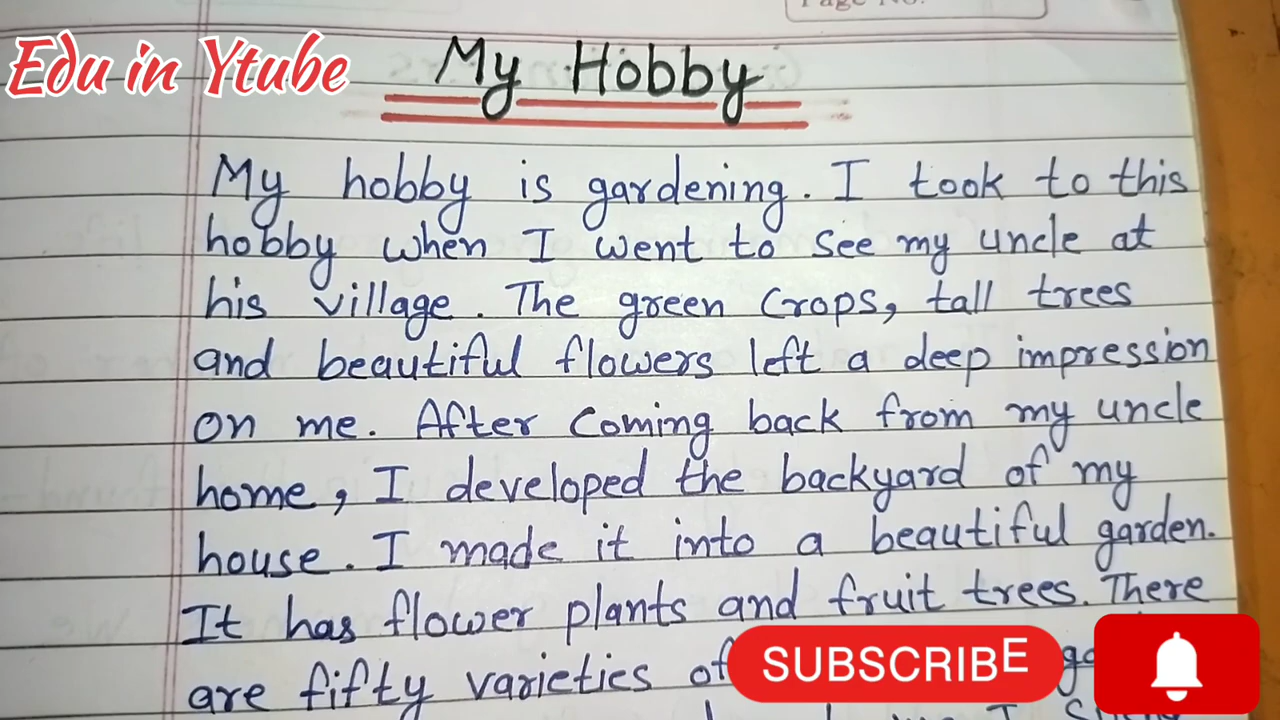 Page No.
Edu in Ytube
My Hobby
My hobby is gardening. I took to this
hobby when I went to see my uncle at
his village. The green crops, tall trees
and beautiful flowers left a deep impression
on me. After coming back from my uncle
home, I developed the backyard of my
house. I made it into a beautiful garden.
It has flower plants and fruit trees. There
are fifty varieties of
SUBSCRIBE